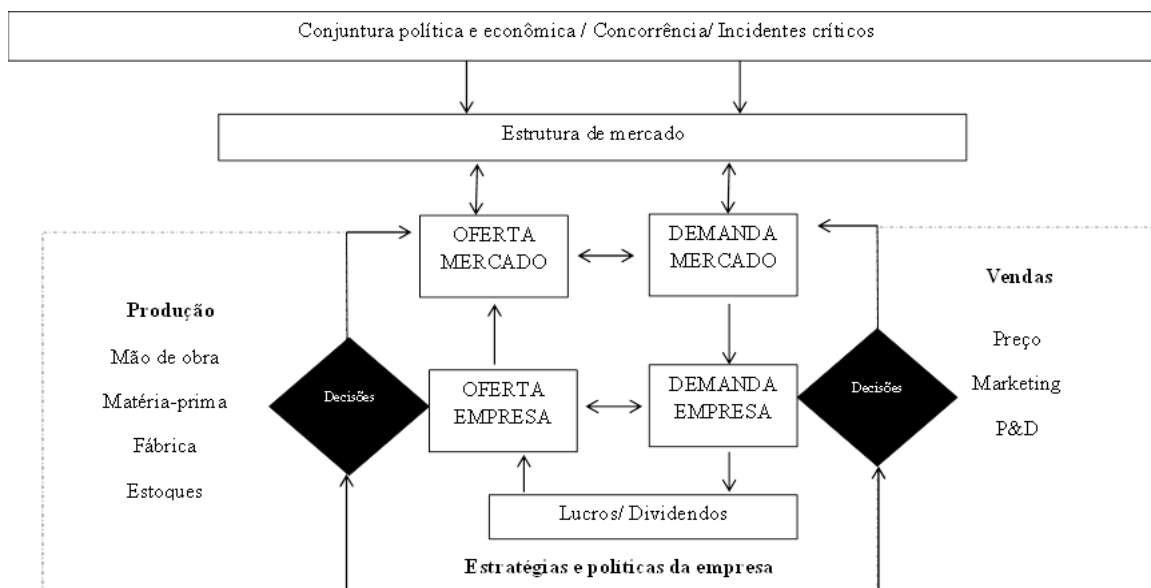 Conjuntura política e econômica / Concorrência/ Incidentes críticos
Estrutura de mercado
OFERTA
MERCADO
DEMANDA
MERCADO
Produção
Mão de obra
Matéria-prima
Fábrica
Estoques
Decisões
OFERTA
EMPRESA
DEMANDA
EMPRESA
Decisões
Vendas
Preço
Marketing
P&D
Lucros/ Dividendos
Estratégias e políticas da empresa